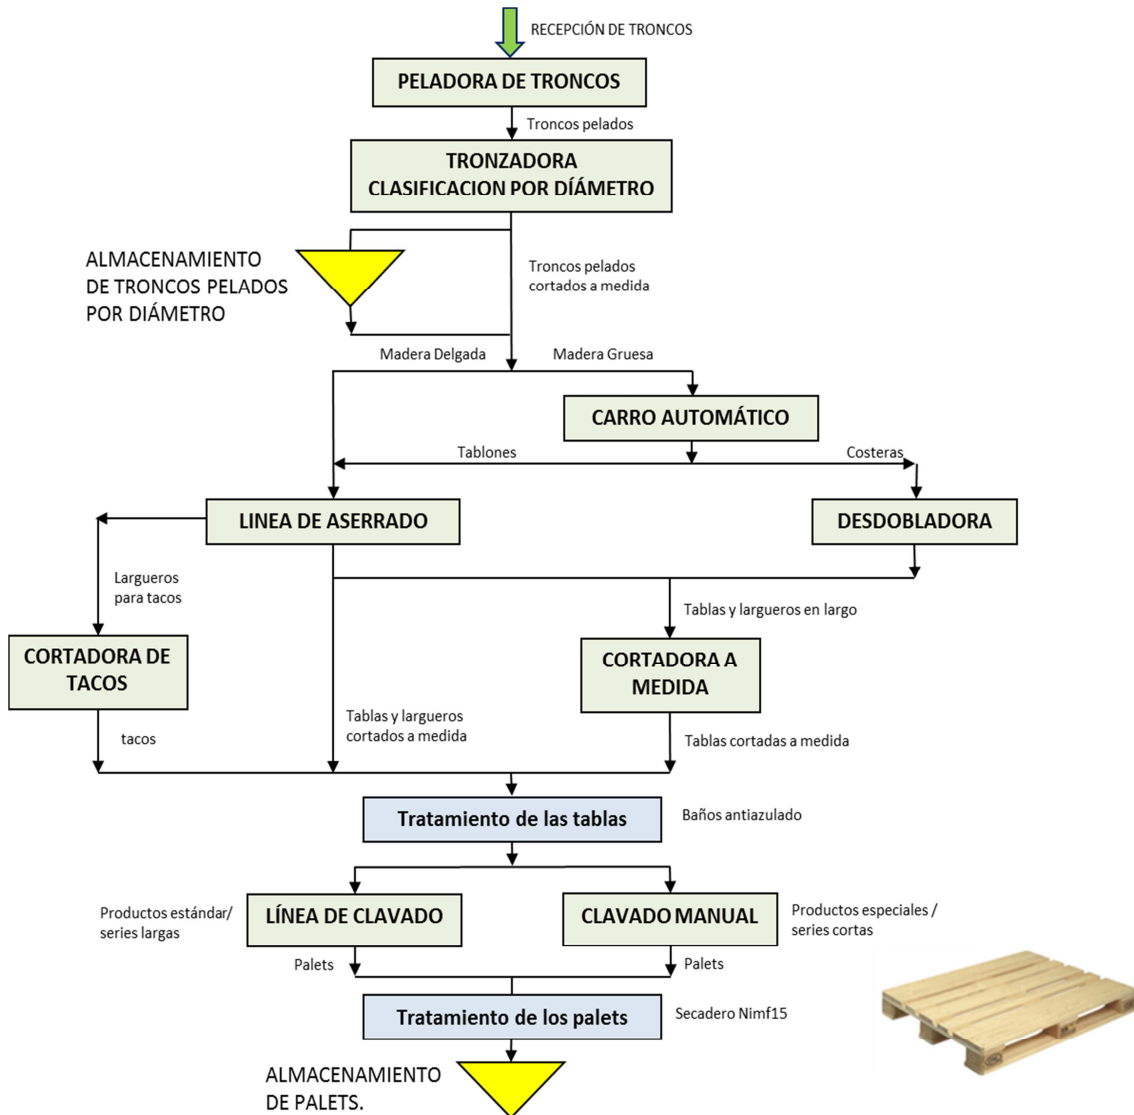 RECEPCIÓN DE TRONCOS
PELADORA DE TRONCOS
Troncos pelados
TRONZADORA
CLASIFICACION POR DÍÁMETRO
ALMACENAMIENTO
DE TRONCOS PELADOS
POR DIÁMETRO
Troncos pelados
cortados a medida
Madera Delgada
Madera Gruesa
CARRO AUTOMÁTICO
Tablones
Costeras
LINEA DE ASERRADO
DESDOBLADORA
Largueros
para tacos
Tablas y largueros en largo
CORTADORA DE
TACOS
CORTADORA A
MEDIDA
tacos
Tablas y largueros
cortados a medida
Tablas cortadas a medida
Tratamiento de las tablas
Baños antiazulado
Productos estándar/
series largas
LÍNEA DE CLAVADO
CLAVADO MANUAL
Productos especiales /
series cortas
Palets
Palets
Tratamiento de los palets
Secadero Nimf15
ALMACENAMIENTO
DE PALETS.